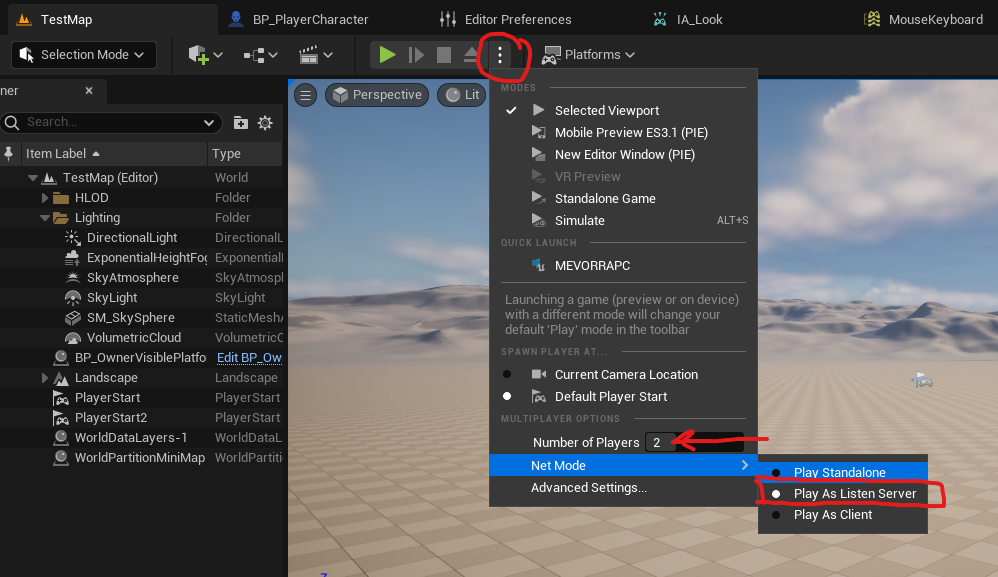 TestMap
BP_PlayerCharacter
Editor Preferences
IA_Look
MouseKeyboard
Selection Mode
Platforms
ner
Search...
Item Label
Type
TestMap (Editor)
World
HLOD
Folder
Lighting
Folder
DirectionalLight
DirectionalL
ExponentialHeightFog
Exponential
SkyAtmosphere
SkyAtmosp
SkyLight
SkyLight
SM_SkySphere
StaticMeshA
VolumetricCloud
VolumetricC
BP_OwnerVisiblePlatfo
Edit BP_Ow
Landscape
Landscape
PlayerStart
PlayerStart
PlayerStart2
PlayerStart
WorldDataLayers-1
WorldDataL
WorldPartitionMiniMap
WorldPartiti
Perspective
Lit
MODES
Selected Viewport
Mobile Preview ES3.1 (PIE)
New Editor Window (PIE)
VR Preview
Standalone Game
Simulate
ALT+S
QUICK LAUNCH
MEVORRAPC
Launching a game (preview or on device)
with a different mode will change your
default 'Play' mode in the toolbar
SPAWN PLAYER AT...
Current Camera Location
Default Player Start
MULTIPLAYER OPTIONS
Number of Players 2
Net Mode
Advanced Settings...
Play Standalone
Play As Listen Server
Play As Client